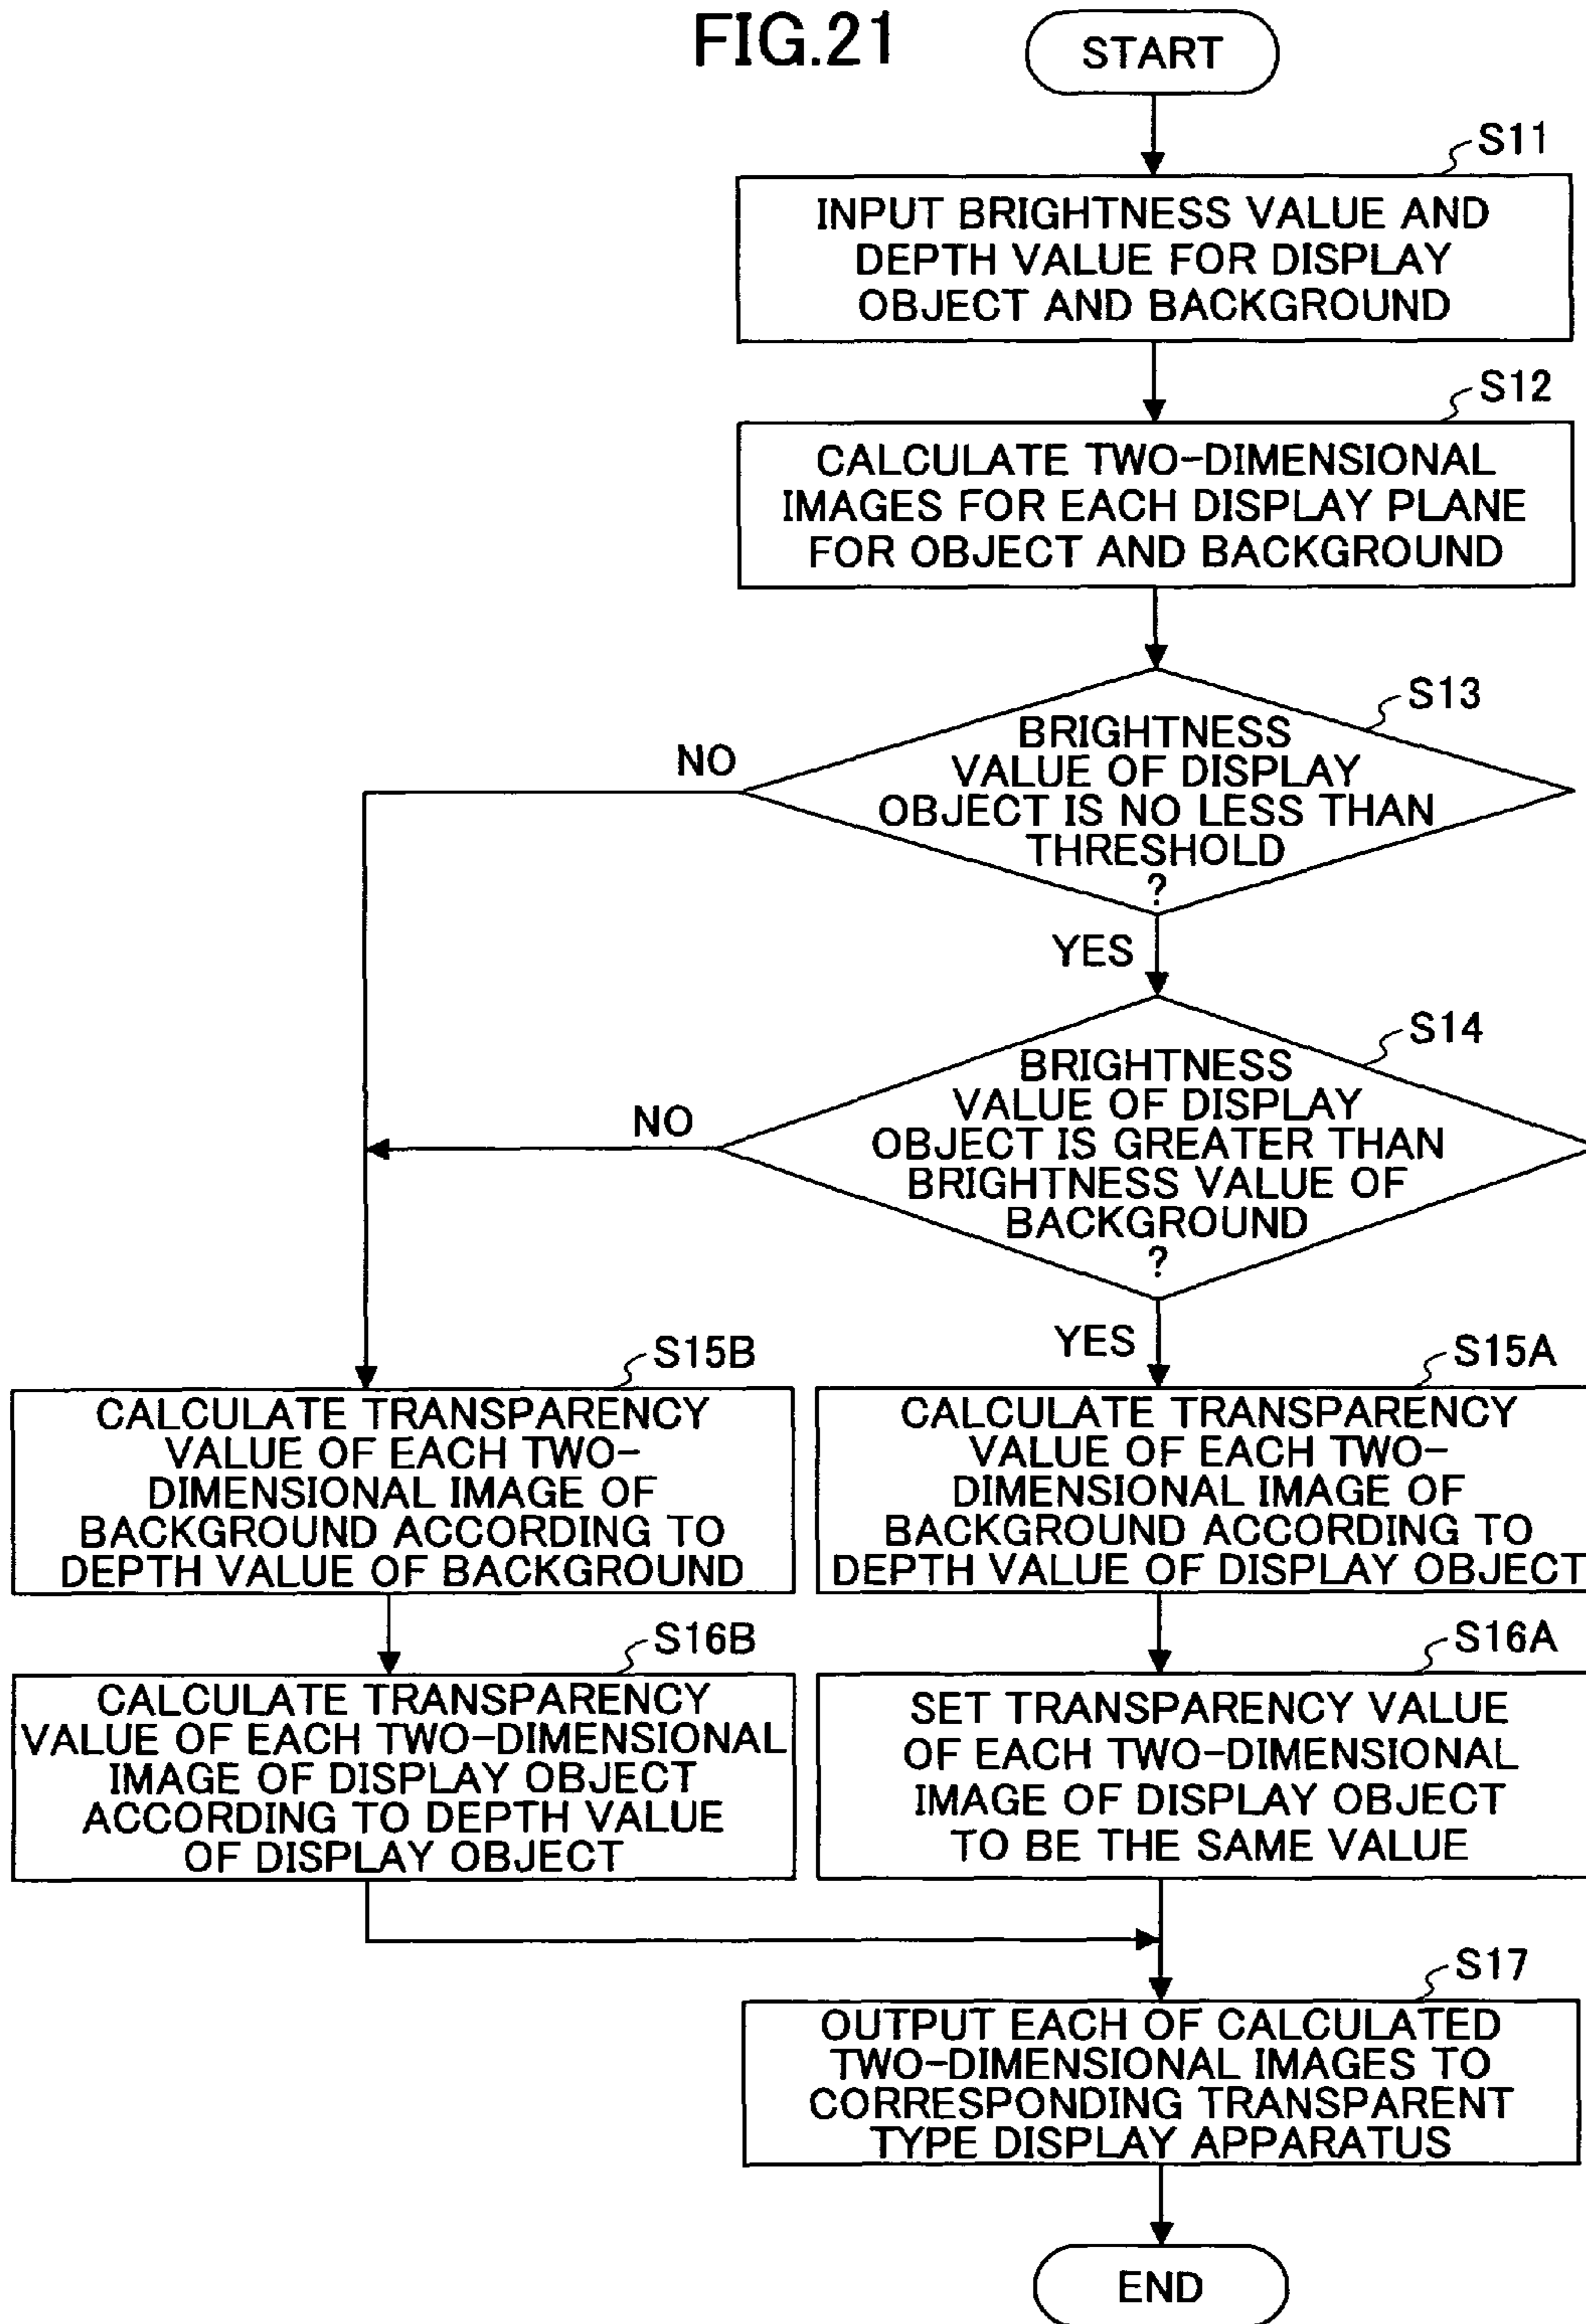 FIG.21
START
S11
INPUT BRIGHTNESS VALUE AND
DEPTH VALUE FOR DISPLAY
OBJECT AND BACKGROUND
S12
CALCULATE TWO-DIMENSIONAL
IMAGES FOR EACH DISPLAY PLANE
FOR OBJECT AND BACKGROUND
S13
BRIGHTNESS
VALUE OF DISPLAY
OBJECT IS NO LESS THAN
THRESHOLD
?
NO
YES
S14
BRIGHTNESS
VALUE OF DISPLAY
OBJECT IS GREATER THAN
BRIGHTNESS VALUE OF
BACKGROUND
?
NO
YES
S15B
CALCULATE TRANSPARENCY
VALUE OF EACH TWO-
DIMENSIONAL IMAGE OF
BACKGROUND ACCORDING TO
DEPTH VALUE OF BACKGROUND
S15A
CALCULATE TRANSPARENCY
VALUE OF EACH TWO-
DIMENSIONAL IMAGE OF
BACKGROUND ACCORDING TO
DEPTH VALUE OF DISPLAY OBJECT
S16B
CALCULATE TRANSPARENCY
VALUE OF EACH TWO-DIMENSIONAL
IMAGE OF DISPLAY OBJECT
ACCORDING TO DEPTH VALUE
OF DISPLAY OBJECT
S16A
SET TRANSPARENCY VALUE
OF EACH TWO-DIMENSIONAL
IMAGE OF DISPLAY OBJECT
TO BE THE SAME VALUE
S17
OUTPUT EACH OF CALCULATED
TWO-DIMENSIONAL IMAGES TO
CORRESPONDING TRANSPARENT
TYPE DISPLAY APPARATUS
END